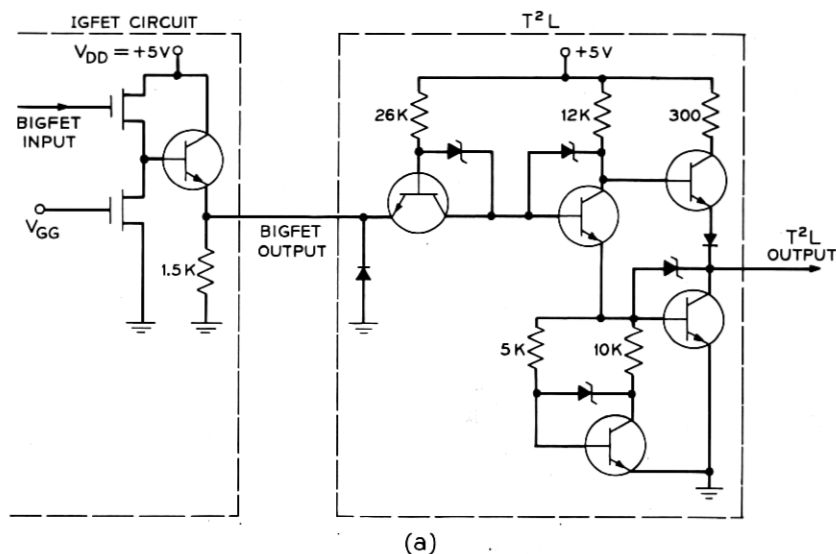 IGFET CIRCUIT
T²L
V_DD = +5V
+5V
26K
12K
300
BIGFET
INPUT
V_GG
BIGFET
OUTPUT
T²L
OUTPUT
1.5K
5K
10K
(a)